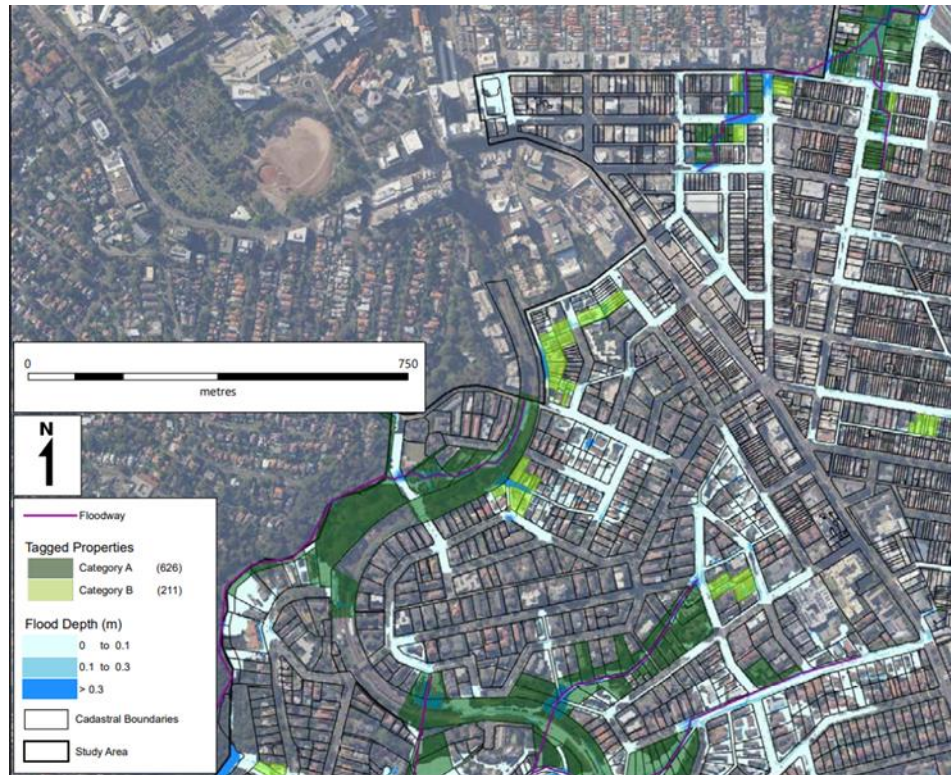 0 750
metres
N
Floodway
Tagged Properties
Category A (626)
Category B (211)
Flood Depth (m)
0 to 0.1
0.1 to 0.3
> 0.3
Cadastral Boundaries
Study Area